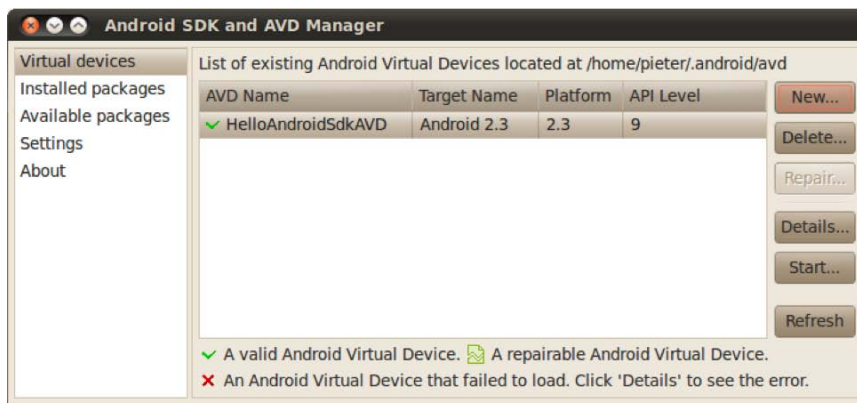 Android SDK and AVD Manager
Virtual devices
Installed packages
Available packages
Settings
About
List of existing Android Virtual Devices located at /home/pieter/.android/avd
AVD Name Target Name Platform API Level
HelloAndroidSdkAVD Android 2.3 2.3 9
New...
Delete...
Repair...
Details...
Start...
Refresh
A valid Android Virtual Device. A repairable Android Virtual Device.
An Android Virtual Device that failed to load. Click 'Details' to see the error.